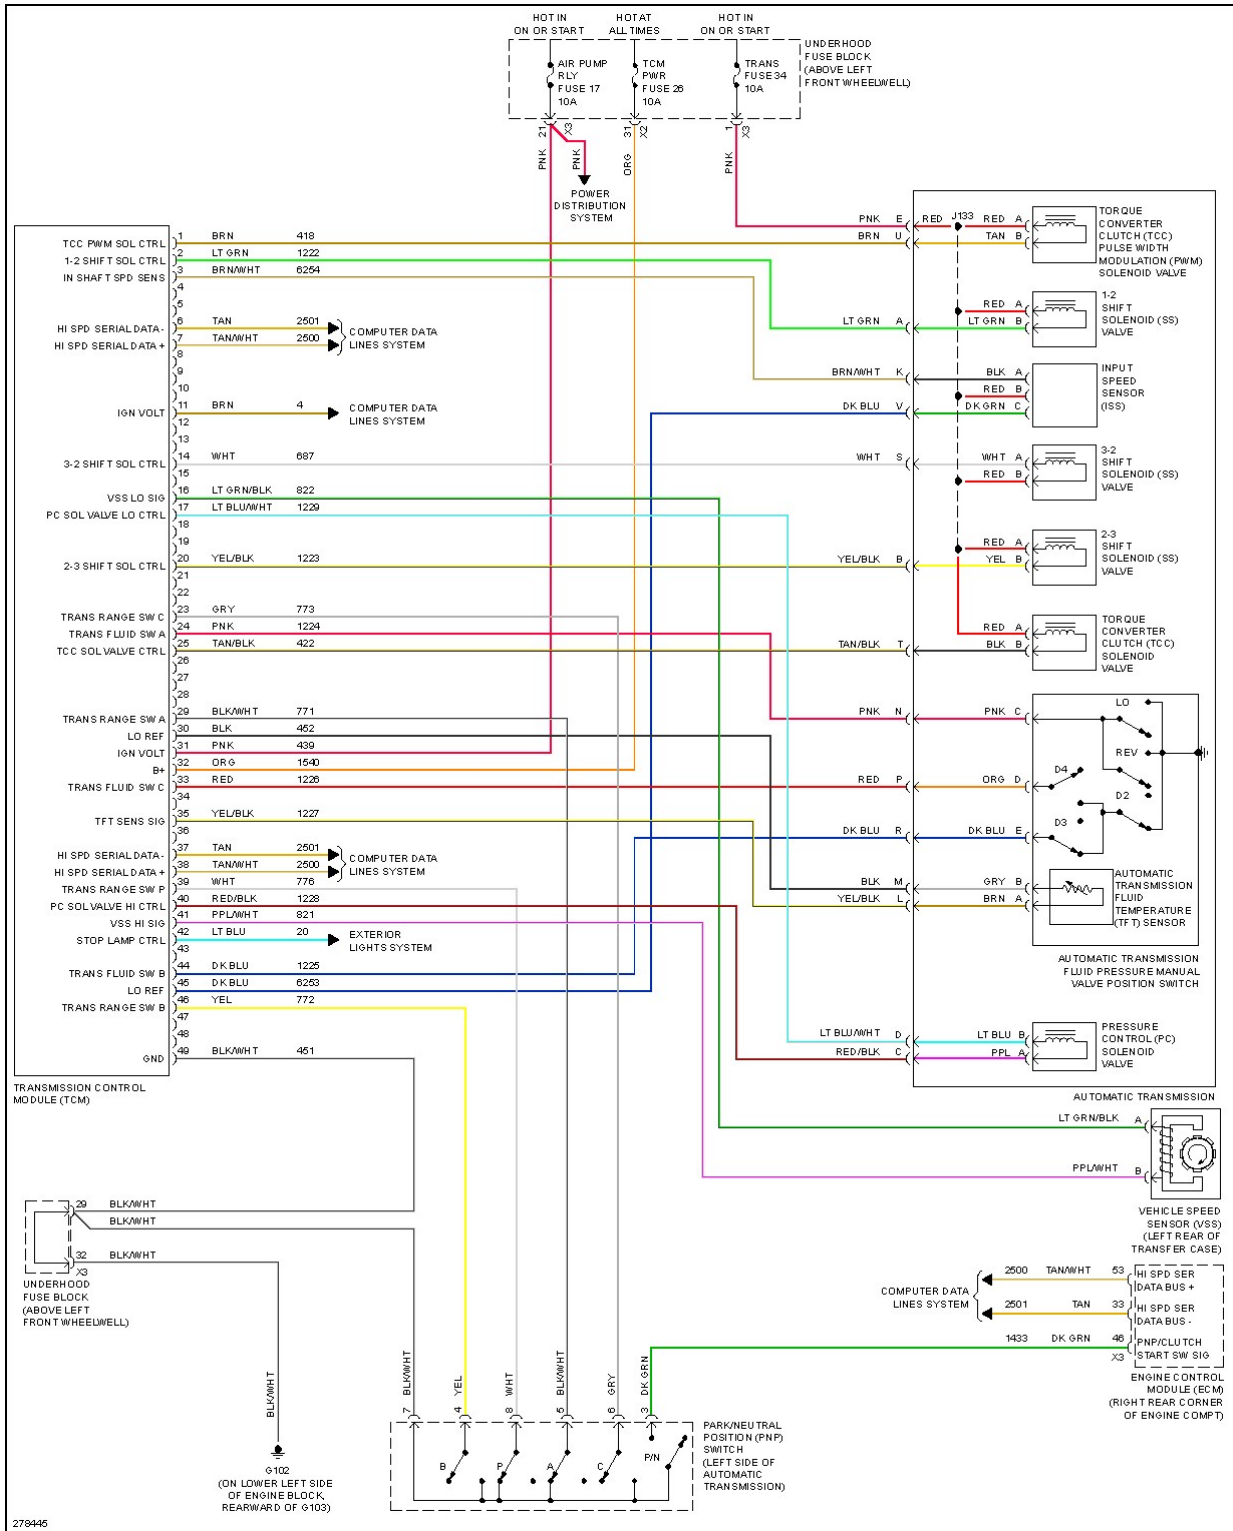 HOT IN
ON OR START
HOT AT
ALL TIMES
HOT IN
ON OR START
AIR PUMP
RLY
FUSE 17
10A
TCM
PWR
FUSE 26
10A
TRANS
FUSE 34
10A
UNDERHOOD
FUSE BLOCK
(ABOVE LEFT
FRONT WHEELWELL)
21
X3
31
X2
1
X3
PNK
PNK
ORG
PNK
POWER
DISTRIBUTION
SYSTEM
TCC PWM SOL CTRL 1 BRN 418
1-2 SHIFT SOL CTRL 2 LT GRN 1222
IN SHAFT SPD SENS 3 BRN/WHT 6254
4
5
HI SPD SERIAL DATA- 6 TAN 2501
HI SPD SERIAL DATA + 7 TAN/WHT 2500
COMPUTER DATA
LINES SYSTEM
8
9
10
IGN VOLT 11 BRN 4
COMPUTER DATA
LINES SYSTEM
12
13
3-2 SHIFT SOL CTRL 14 WHT 687
15
VSS LO SIG 16 LT GRN/BLK 822
PC SOL VALVE LO CTRL 17 LT BLU/WHT 1229
18
19
2-3 SHIFT SOL CTRL 20 YEL/BLK 1223
21
22
TRANS RANGE SW C 23 GRY 773
TRANS FLUID SW A 24 PNK 1224
TCC SOL VALVE CTRL 25 TAN/BLK 422
26
27
28
TRANS RANGE SW A 29 BLK/WHT 771
LO REF 30 BLK 452
IGN VOLT 31 PNK 439
B+ 32 ORG 1540
TRANS FLUID SW C 33 RED 1226
34
TFT SENS SIG 35 YEL/BLK 1227
36
HI SPD SERIAL DATA- 37 TAN 2501
HI SPD SERIAL DATA + 38 TAN/WHT 2500
COMPUTER DATA
LINES SYSTEM
TRANS RANGE SW P 39 WHT 776
PC SOL VALVE HI CTRL 40 RED/BLK 1228
VSS HI SIG 41 PPL/WHT 821
STOP LAMP CTRL 42 LT BLU 20
EXTERIOR
LIGHTS SYSTEM
43
TRANS FLUID SW B 44 DK BLU 1225
LO REF 45 DK BLU 6253
TRANS RANGE SW B 46 YEL 772
47
48
GND 49 BLK/WHT 451
TRANSMISSION CONTROL
MODULE (TCM)
PNK E RED J133 RED A
BRN U TAN B
TORQUE
CONVERTER
CLUTCH (TCC)
PULSE WIDTH
MODULATION (PWM)
SOLENOID VALVE
RED A
LT GRN A LT GRN B
1-2
SHIFT
SOLENOID (SS)
VALVE
BRN/WHT K BLK A
RED B
DK BLU V DK GRN C
INPUT
SPEED
SENSOR
(ISS)
WHT S WHT A
RED B
3-2
SHIFT
SOLENOID (SS)
VALVE
RED A
YEL/BLK B YEL B
2-3
SHIFT
SOLENOID (SS)
VALVE
RED A
TAN/BLK T BLK B
TORQUE
CONVERTER
CLUTCH (TCC)
SOLENOID
VALVE
PNK N PNK C
LO
REV
RED P ORG D
D4
D2
D3
DK BLU R DK BLU E
BLK M GRY B
YEL/BLK L BRN A
AUTOMATIC
TRANSMISSION
FLUID
TEMPERATURE
(TFT) SENSOR
AUTOMATIC TRANSMISSION
FLUID PRESSURE MANUAL
VALVE POSITION SWITCH
LT BLU/WHT D LT BLU B
RED/BLK C PPL A
PRESSURE
CONTROL (PC)
SOLENOID
VALVE
AUTOMATIC TRANSMISSION
LT GRN/BLK A
PPL/WHT B
VEHICLE SPEED
SENSOR (VSS)
(LEFT REAR OF
TRANSFER CASE)
29 BLK/WHT
BLK/WHT
32 BLK/WHT
X3
UNDERHOOD
FUSE BLOCK
(ABOVE LEFT
FRONT WHEELWELL)
BLK/WHT
G102
(ON LOWER LEFT SIDE
OF ENGINE BLOCK,
REARWARD OF G103)
COMPUTER DATA
LINES SYSTEM
2500 TAN/WHT 53
2501 TAN 33
1433 DK GRN 46
X3
HI SPD SER
DATA BUS +
HI SPD SER
DATA BUS -
PNP/CLUTCH
START SW SIG
ENGINE CONTROL
MODULE (ECM)
(RIGHT REAR CORNER
OF ENGINE COMPT)
BLK/WHT
YEL
WHT
BLK/WHT
GRY
DK GRN
7
4
8
5
6
3
B
P
A
C
P/N
PARK/NEUTRAL
POSITION (PNP)
SWITCH
(LEFT SIDE OF
AUTOMATIC
TRANSMISSION)
278445